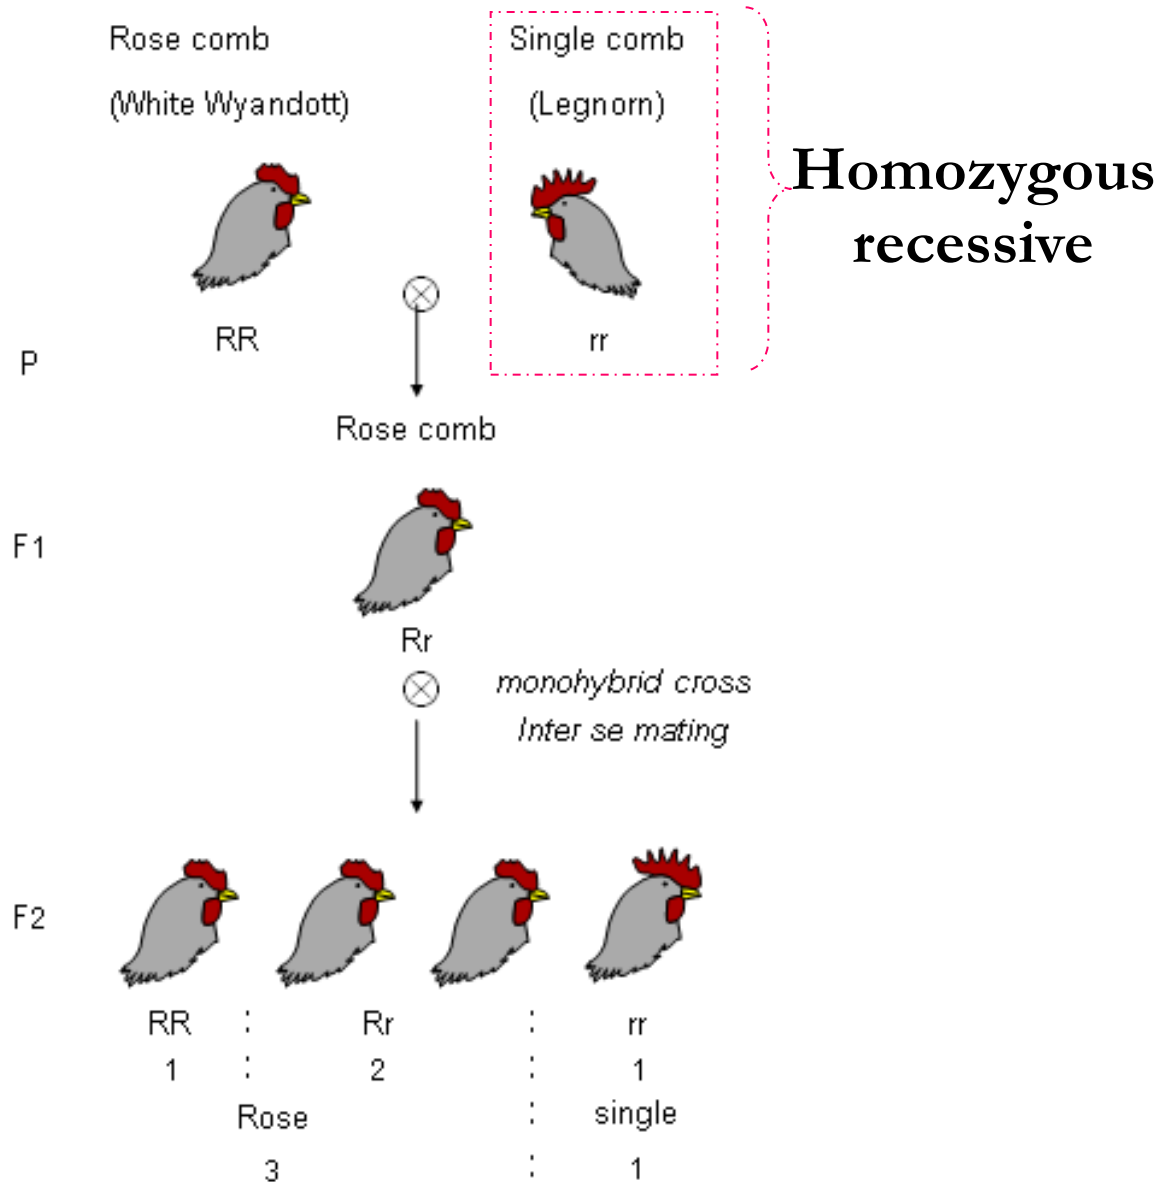 Rose comb
Single comb
(White Wyandott)
(Legnorn)
Homozygous
recessive
RR
rr
P
Rose comb
F1
Rr
monohybrid cross
Inter se mating
F2
RR : Rr : rr
1 : 2 : 1
Rose : single
3 : 1